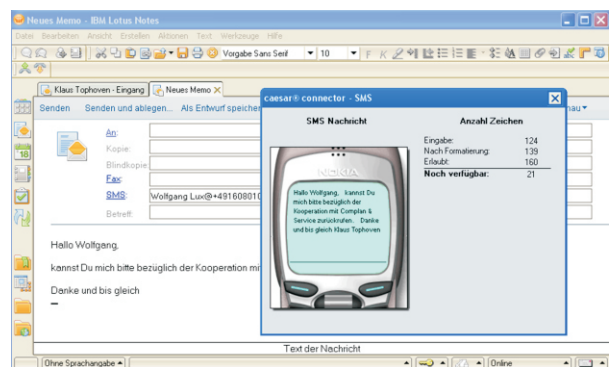 Neues Memo - IBM Lotus Notes
Datei Bearbeiten Ansicht Erstellen Aktionen Text Werkzeuge Hilfe
Vorgabe Sans Serif 10 F K
Klaus Tophoven - Eingang Neues Memo
Senden Senden und ablegen... Als Entwurf speichern
caesar® connector - SMS
SMS Nachricht Anzahl Zeichen
An:
Kopie:
Blindkopie:
Fax:
SMS: Wolfgang Lux@+491608010
Betreff:
Eingabe: 124
Nach Formatierung: 139
Erlaubt: 160
Noch verfügbar: 21
NOKIA
Hallo Wolfgang, kannst Du
mich bitte bezüglich der
Kooperation mit Complan &
Service zurückrufen. Danke
und bis gleich Klaus Tophoven
Hallo Wolfgang,
kannst Du mich bitte bezüglich der Kooperation mi
Danke und bis gleich
Text der Nachricht
[Ohne Sprachangabe Online